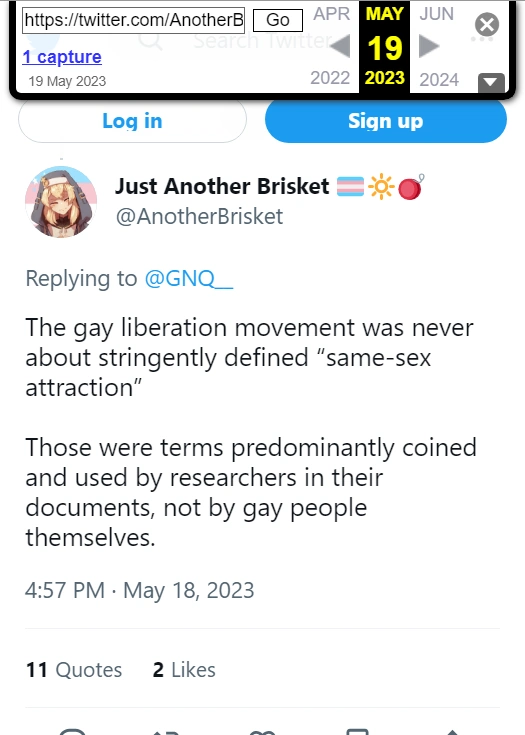 https://twitter.com/AnotherB
Go
APR
MAY
JUN
Search Twitter
19
1 capture
19 May 2023
2022
2023
2024
Log in
Sign up
Just Another Brisket
@AnotherBrisket
Replying to @GNQ__
The gay liberation movement was never
about stringently defined “same-sex
attraction”
Those were terms predominantly coined
and used by researchers in their
documents, not by gay people
themselves.
4:57 PM · May 18, 2023
11 Quotes 2 Likes